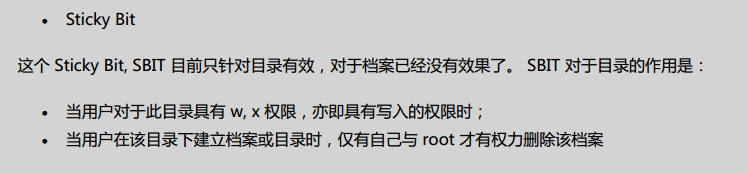 • Sticky Bit
这个 Sticky Bit, SBIT 目前只针对目录有效，对于档案已经没有效果了。 SBIT 对于目录的作用是：
• 当用户对于此目录具有 w, x 权限，亦即具有写入的权限时；
• 当用户在该目录下建立档案或目录时，仅有自己与 root 才有权力删除该档案